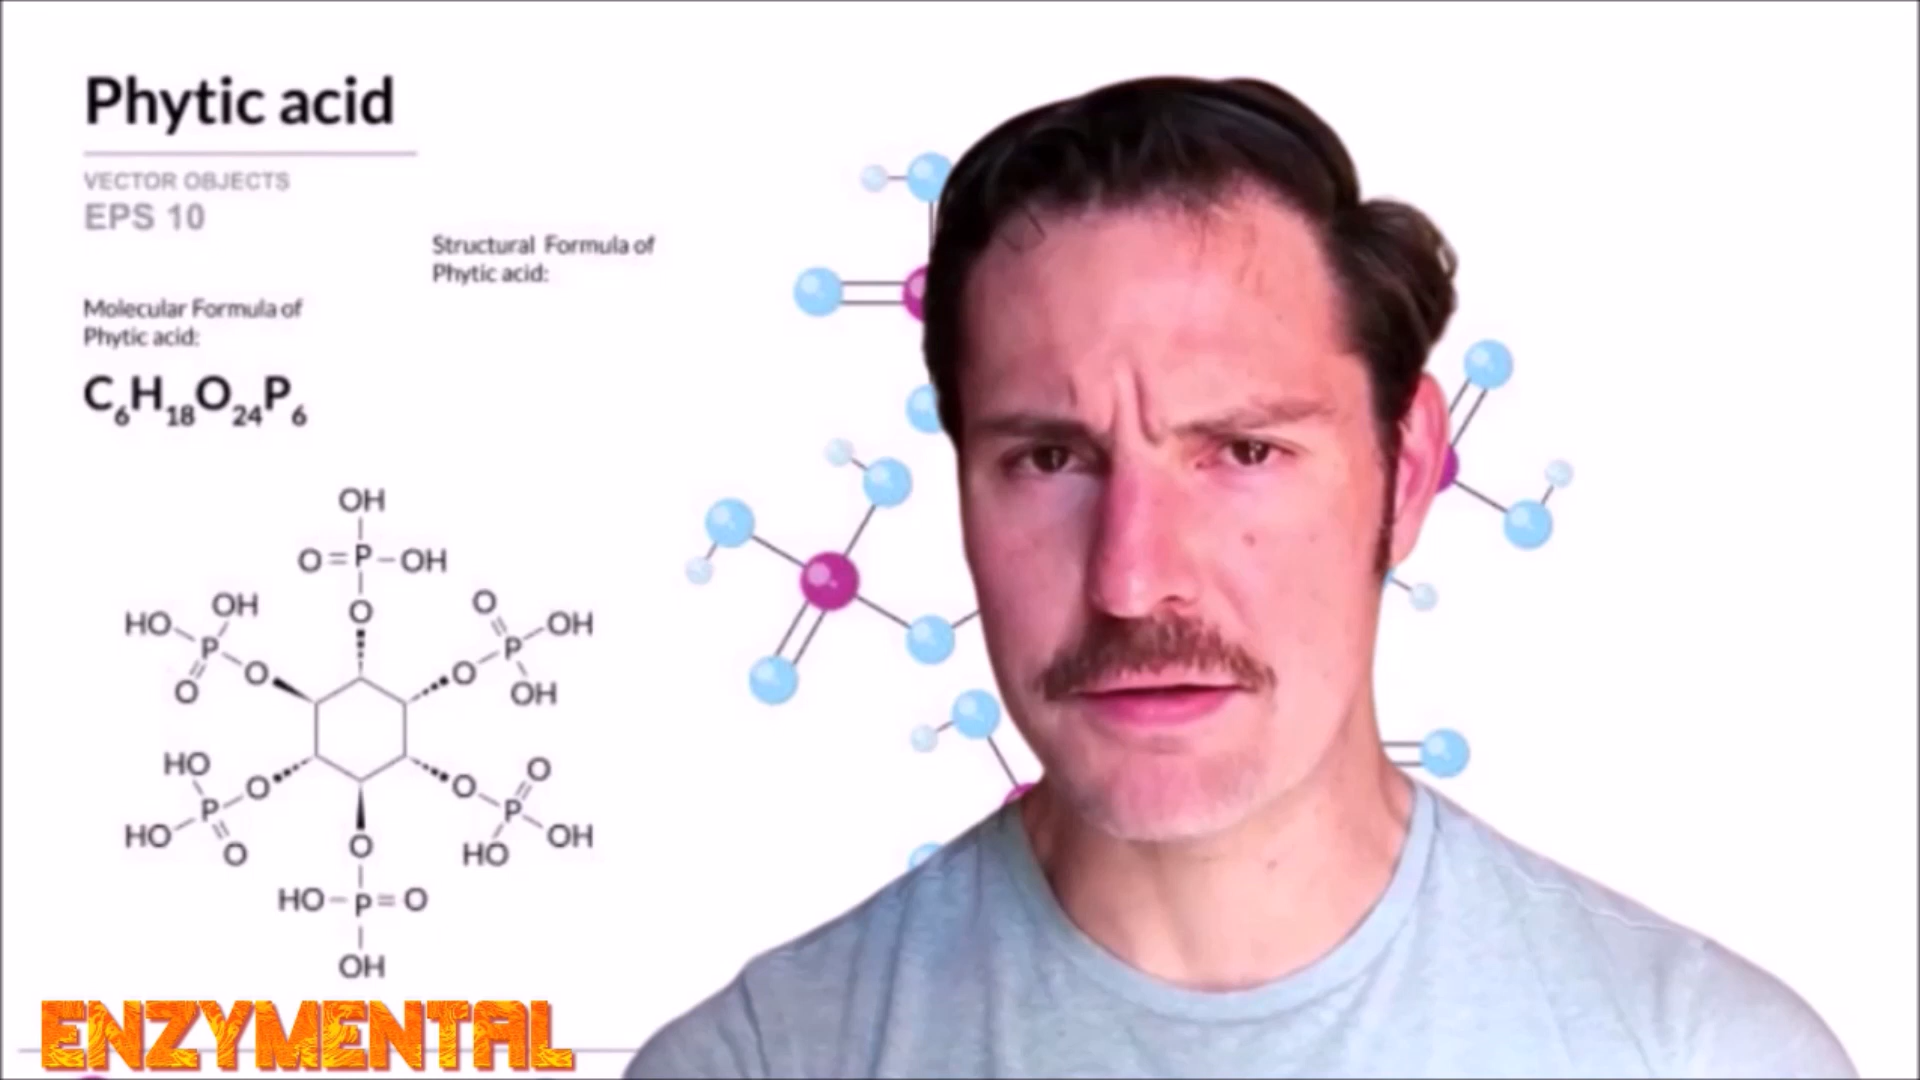 Phytic acid
VECTOR OBJECTS
EPS 10
Structural Formula of
Phytic acid:
Molecular Formula of
Phytic acid:
C₆H₁₈O₂₄P₆
OH
O=P-OH
O
HO OH
P
O
O
O
P
OH
O
OH
HO
O
P
HO
O
O
O
P
HO OH
O
HO-P=O
OH
ENZYMENTAL